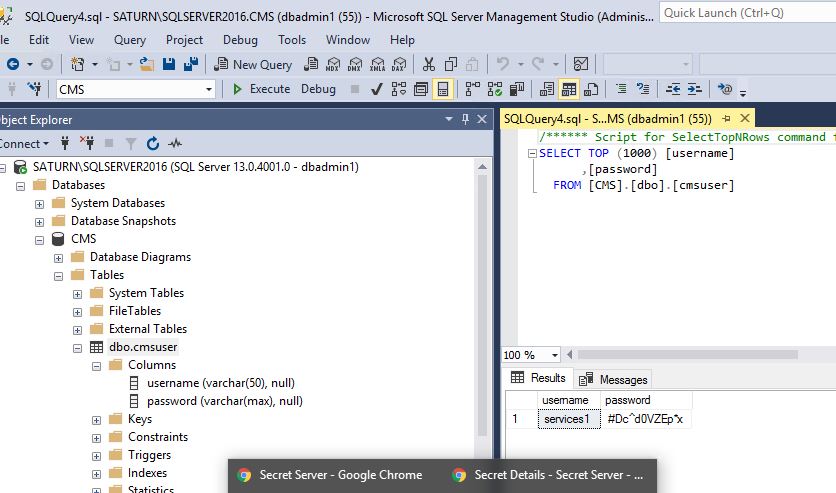 SQLQuery4.sql - SATURN\SQLSERVER2016.CMS (dbadmin1 (55)) - Microsoft SQL Server Management Studio (Adminis...
Quick Launch (Ctrl+Q)
le Edit View Query Project Debug Tools Window Help
New Query MDX DMX XMLA DAX
CMS Execute Debug
bject Explorer
Connect
SATURN\SQLSERVER2016 (SQL Server 13.0.4001.0 - dbadmin1)
Databases
System Databases
Database Snapshots
CMS
Database Diagrams
Tables
System Tables
FileTables
External Tables
dbo.cmsuser
Columns
username (varchar(50), null)
password (varchar(max), null)
Keys
Constraints
Triggers
Indexes
Statistics
SQLQuery4.sql - S...MS (dbadmin1 (55))
/****** Script for SelectTopNRows command f
SELECT TOP (1000) [username]
,[password]
FROM [CMS].[dbo].[cmsuser]
100 %
Results Messages
username password
1 services1 #Dc^d0VZEp*x
Secret Server - Google Chrome
Secret Details - Secret Server - ...